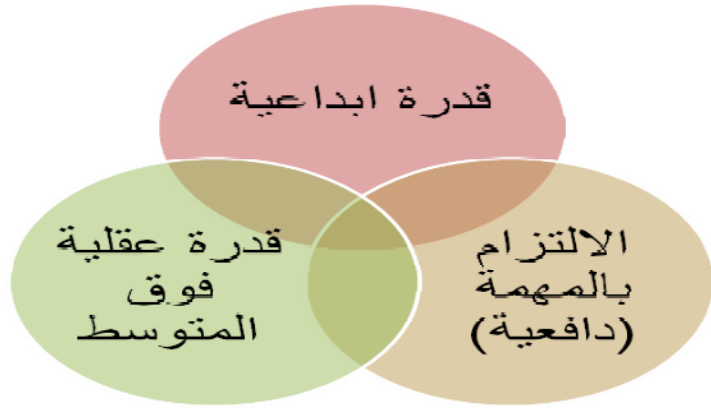 قدرة ابداعية
الالتزام
بالمهمة
(دافعية)
قدرة عقلية
فوق
المتوسط